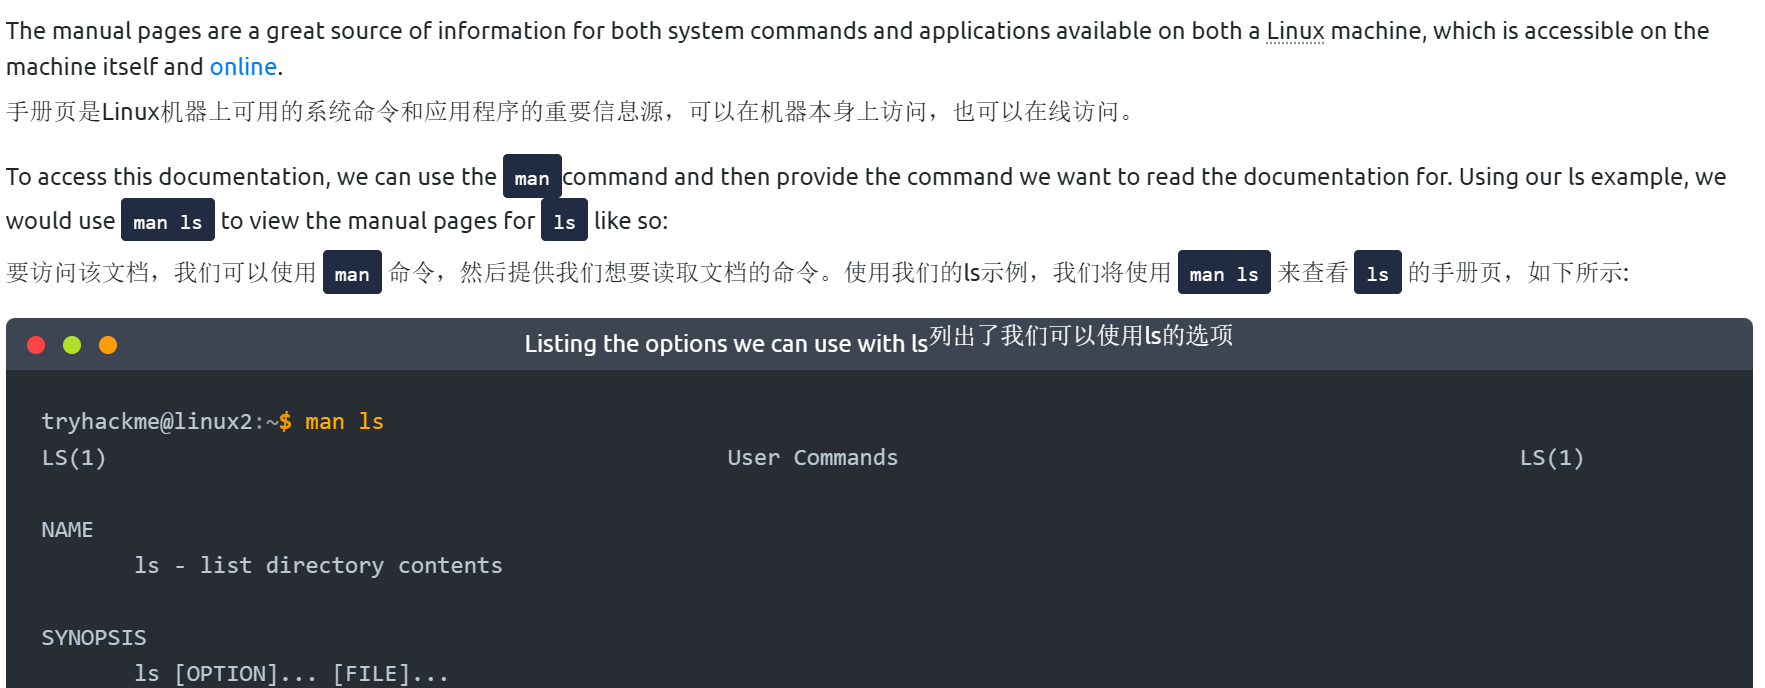 The manual pages are a great source of information for both system commands and applications available on both a Linux machine, which is accessible on the
machine itself and online.
手册页是Linux机器上可用的系统命令和应用程序的重要信息源，可以在机器本身上访问，也可以在线访问。
To access this documentation, we can use the man command and then provide the command we want to read the documentation for. Using our ls example, we
would use man ls to view the manual pages for ls like so:
要访问该文档，我们可以使用 man 命令，然后提供我们想要读取文档的命令。使用我们的ls示例，我们将使用 man ls 来查看 ls 的手册页，如下所示:
Listing the options we can use with ls列出了我们可以使用ls的选项
tryhackme@linux2:~$ man ls
LS(1) User Commands LS(1)
NAME
ls - list directory contents
SYNOPSIS
ls [OPTION]... [FILE]...